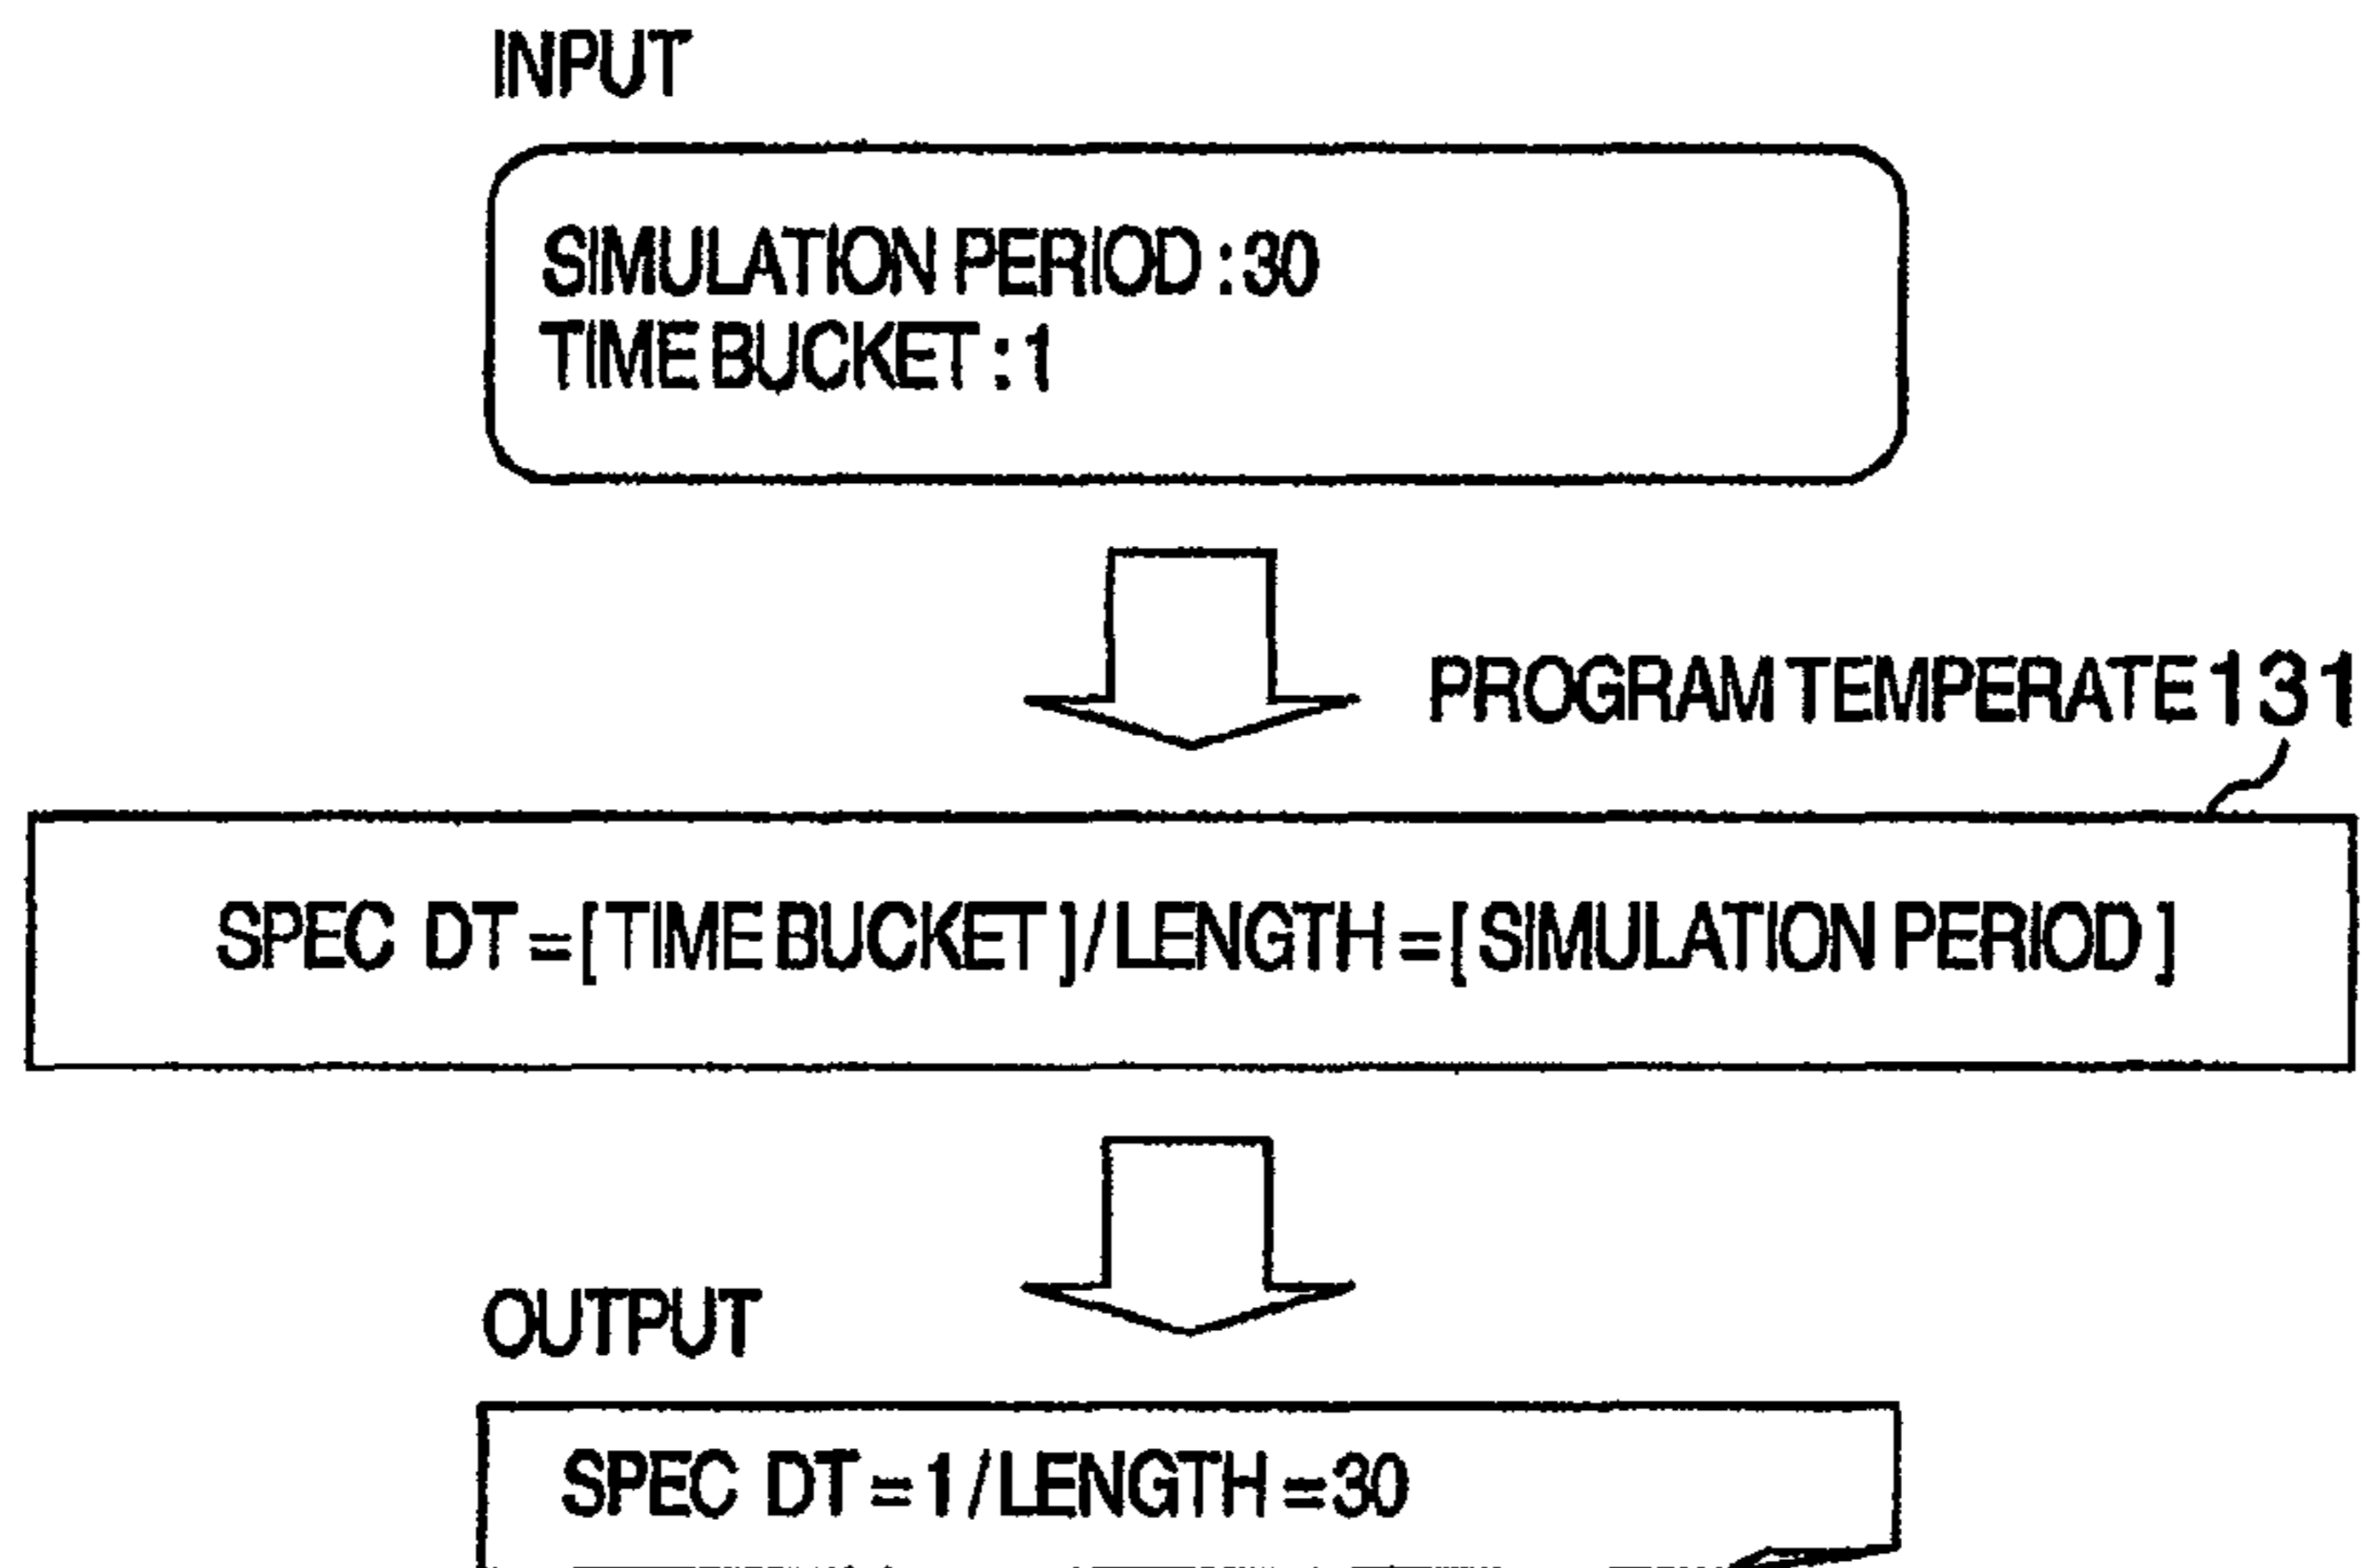 INPUT
SIMULATION PERIOD :30
TIME BUCKET :1
PROGRAM TEMPERATE 131
SPEC DT =[TIME BUCKET]/LENGTH =[SIMULATION PERIOD]
OUTPUT
SPEC DT =1/LENGTH =30